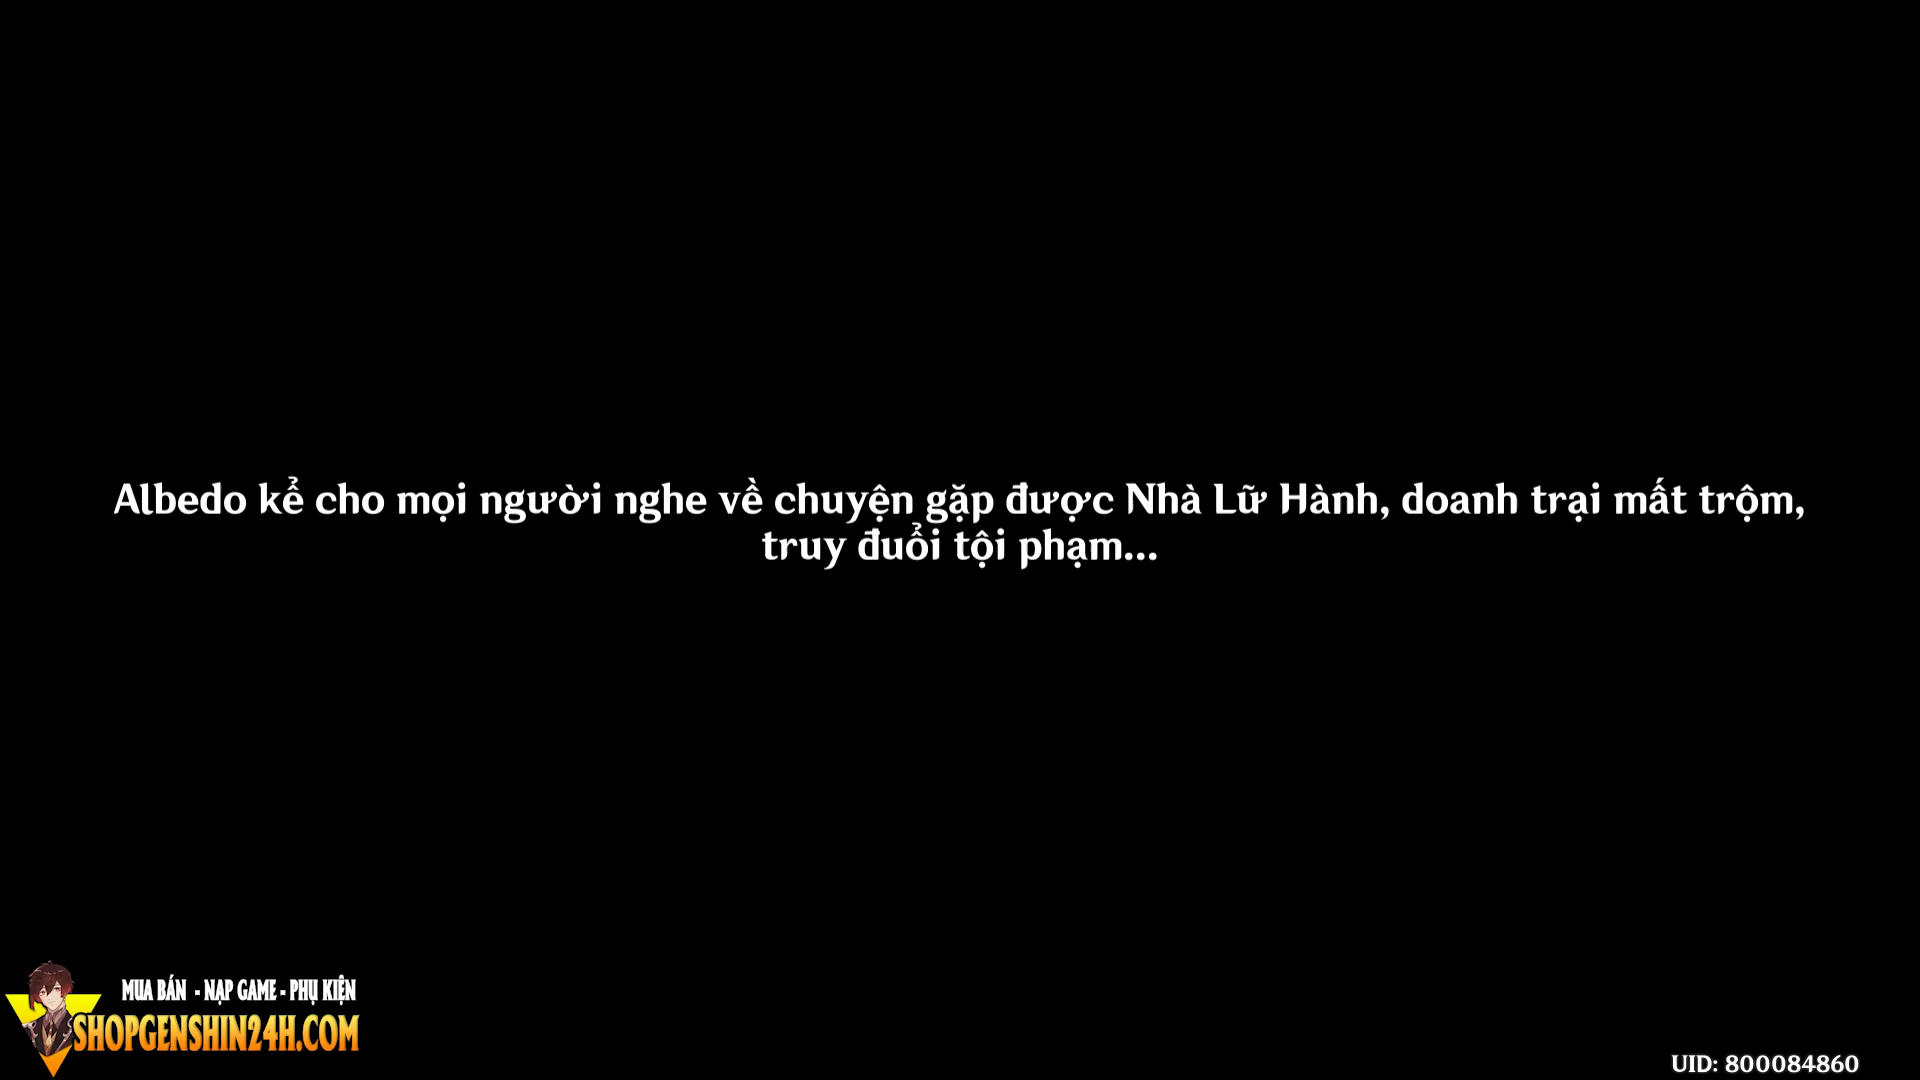 Albedo kể cho mọi người nghe về chuyện gặp được Nhà Lữ Hành, doanh trại mất trộm,
truy đuổi tội phạm...
MUA BÁN - NẠP GAME - PHỤ KIỆN
SHOPGENSHIN24H.COM
UID: 800084860